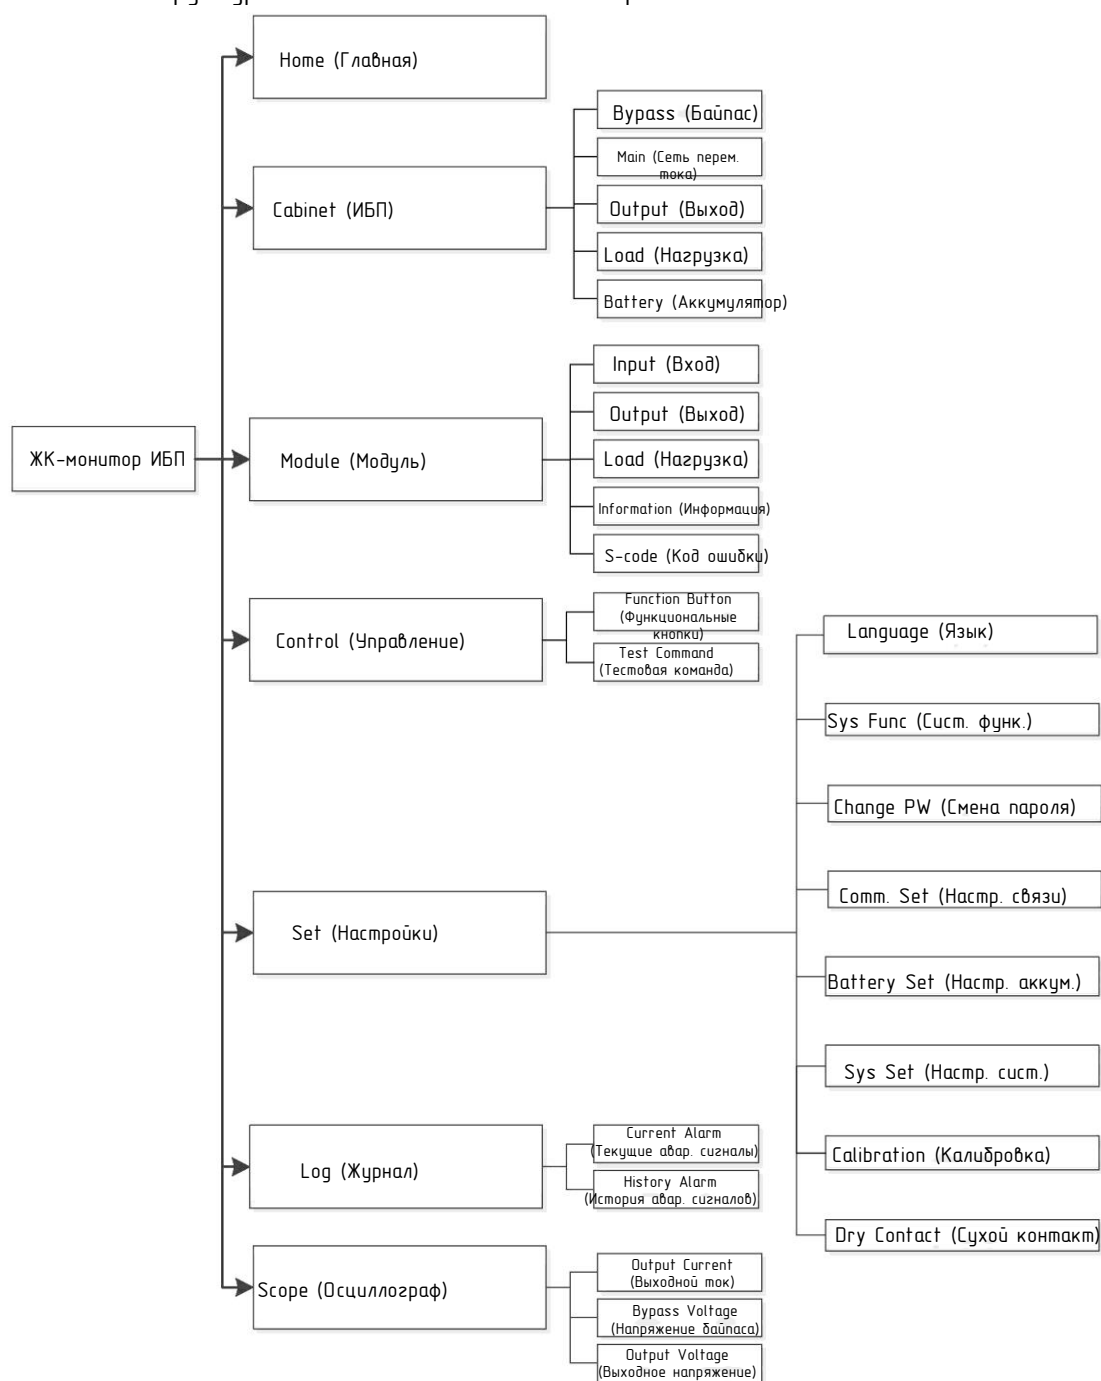 Home (Главная)
Cabinet (ИБП)
Bypass (Байпас)
Main (Сеть перем.
тока)
Output (Выход)
Load (Нагрузка)
Battery (Аккумулятор)
ЖК-монитор ИБП
Module (Модуль)
Input (Вход)
Output (Выход)
Load (Нагрузка)
Information (Информация)
S-code (Код ошибки)
Control (Управление)
Function Button
(Функциональные
кнопки)
Test Command
(Тестовая команда)
Set (Настройки)
Language (Язык)
Sys Func (Сист. функ.)
Change PW (Смена пароля)
Comm. Set (Настр. связи)
Battery Set (Настр. аккум.)
Sys Set (Настр. сист.)
Calibration (Калибровка)
Dry Contact (Сухой контакт)
Log (Журнал)
Current Alarm
(Текущие авар. сигналы)
History Alarm
(История авар. сигналов)
Scope (Осциллограф)
Output Current
(Выходной ток)
Bypass Voltage
(Напряжение байпаса)
Output Voltage
(Выходное напряжение)